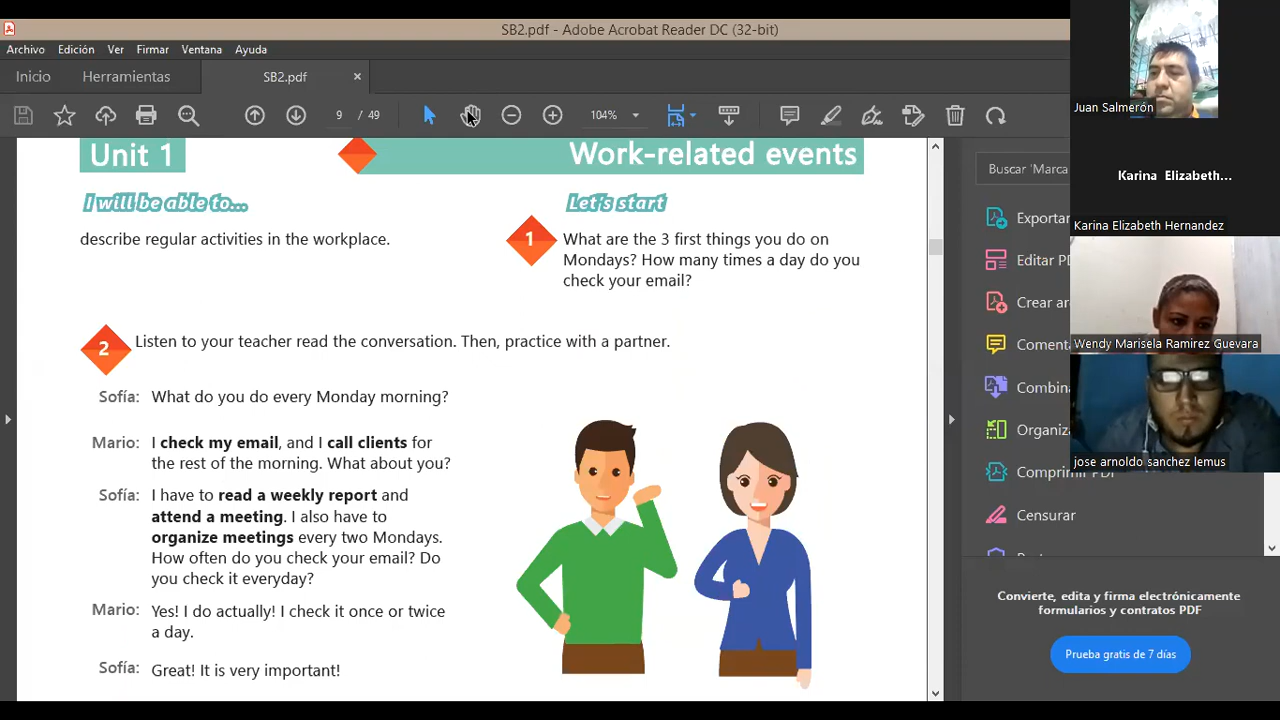 SB2.pdf - Adobe Acrobat Reader DC (32-bit)
Archivo Edición Ver Firmar Ventana Ayuda
Inicio Herramientas SB2.pdf ×
9 / 49 104%
Unit 1 Work-related events
I will be able to...
describe regular activities in the workplace.
Let's start
1 What are the 3 first things you do on
Mondays? How many times a day do you
check your email?
2 Listen to your teacher read the conversation. Then, practice with a partner.
Sofía: What do you do every Monday morning?
Mario: I check my email, and I call clients for
the rest of the morning. What about you?
Sofía: I have to read a weekly report and
attend a meeting. I also have to
organize meetings every two Mondays.
How often do you check your email? Do
you check it everyday?
Mario: Yes! I do actually! I check it once or twice
a day.
Sofía: Great! It is very important!
Buscar 'Marca
Exportar
Editar PD
Crear ar
Comenta
Combina
Organiza
Comprimir PDF
Censurar
Convierte, edita y firma electrónicamente
formularios y contratos PDF
Prueba gratis de 7 días
Juan Salmerón
Karina Elizabeth...
Karina Elizabeth Hernandez
Wendy Marisela Ramirez Guevara
jose arnoldo sanchez lemus